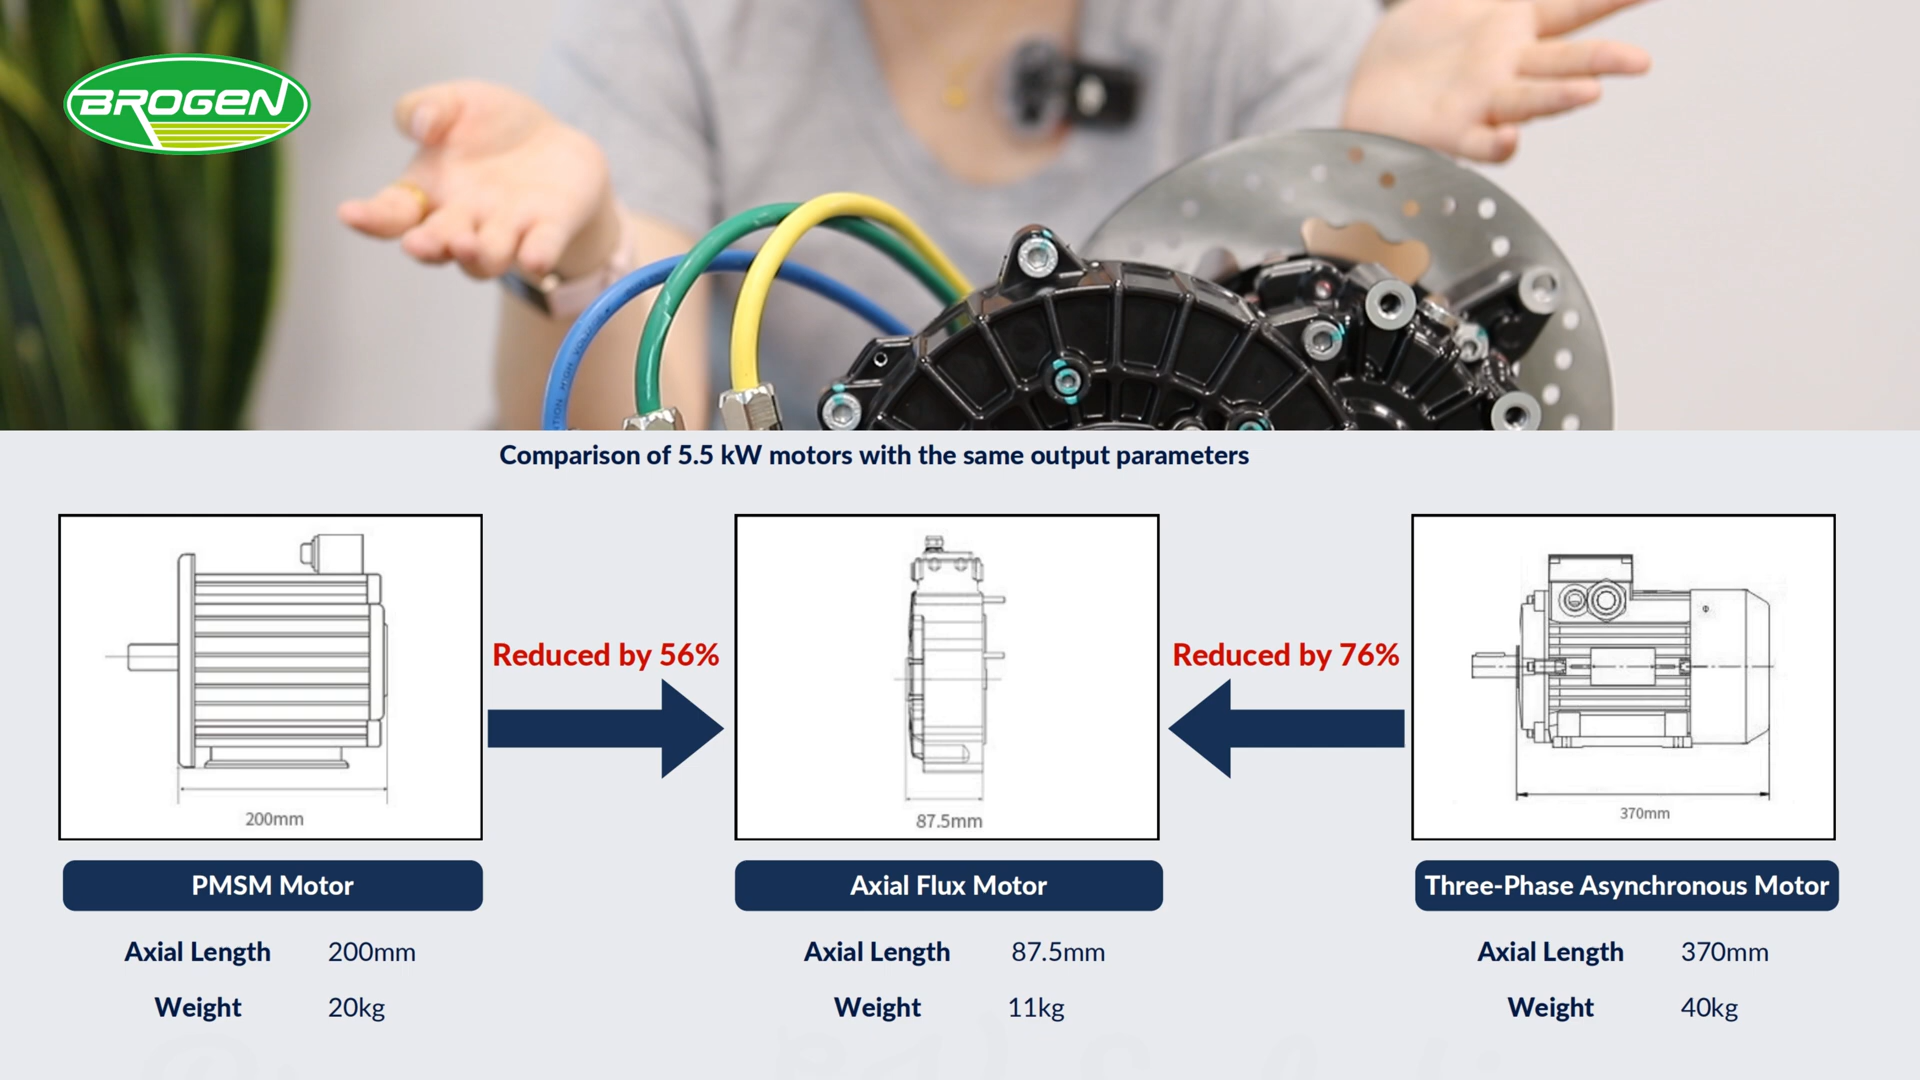 BROGEN
Comparison of 5.5 kW motors with the same output parameters
Reduced by 56%
Reduced by 76%
200mm
87.5mm
370mm
PMSM Motor
Axial Flux Motor
Three-Phase Asynchronous Motor
Axial Length 200mm
Axial Length 87.5mm
Axial Length 370mm
Weight 20kg
Weight 11kg
Weight 40kg